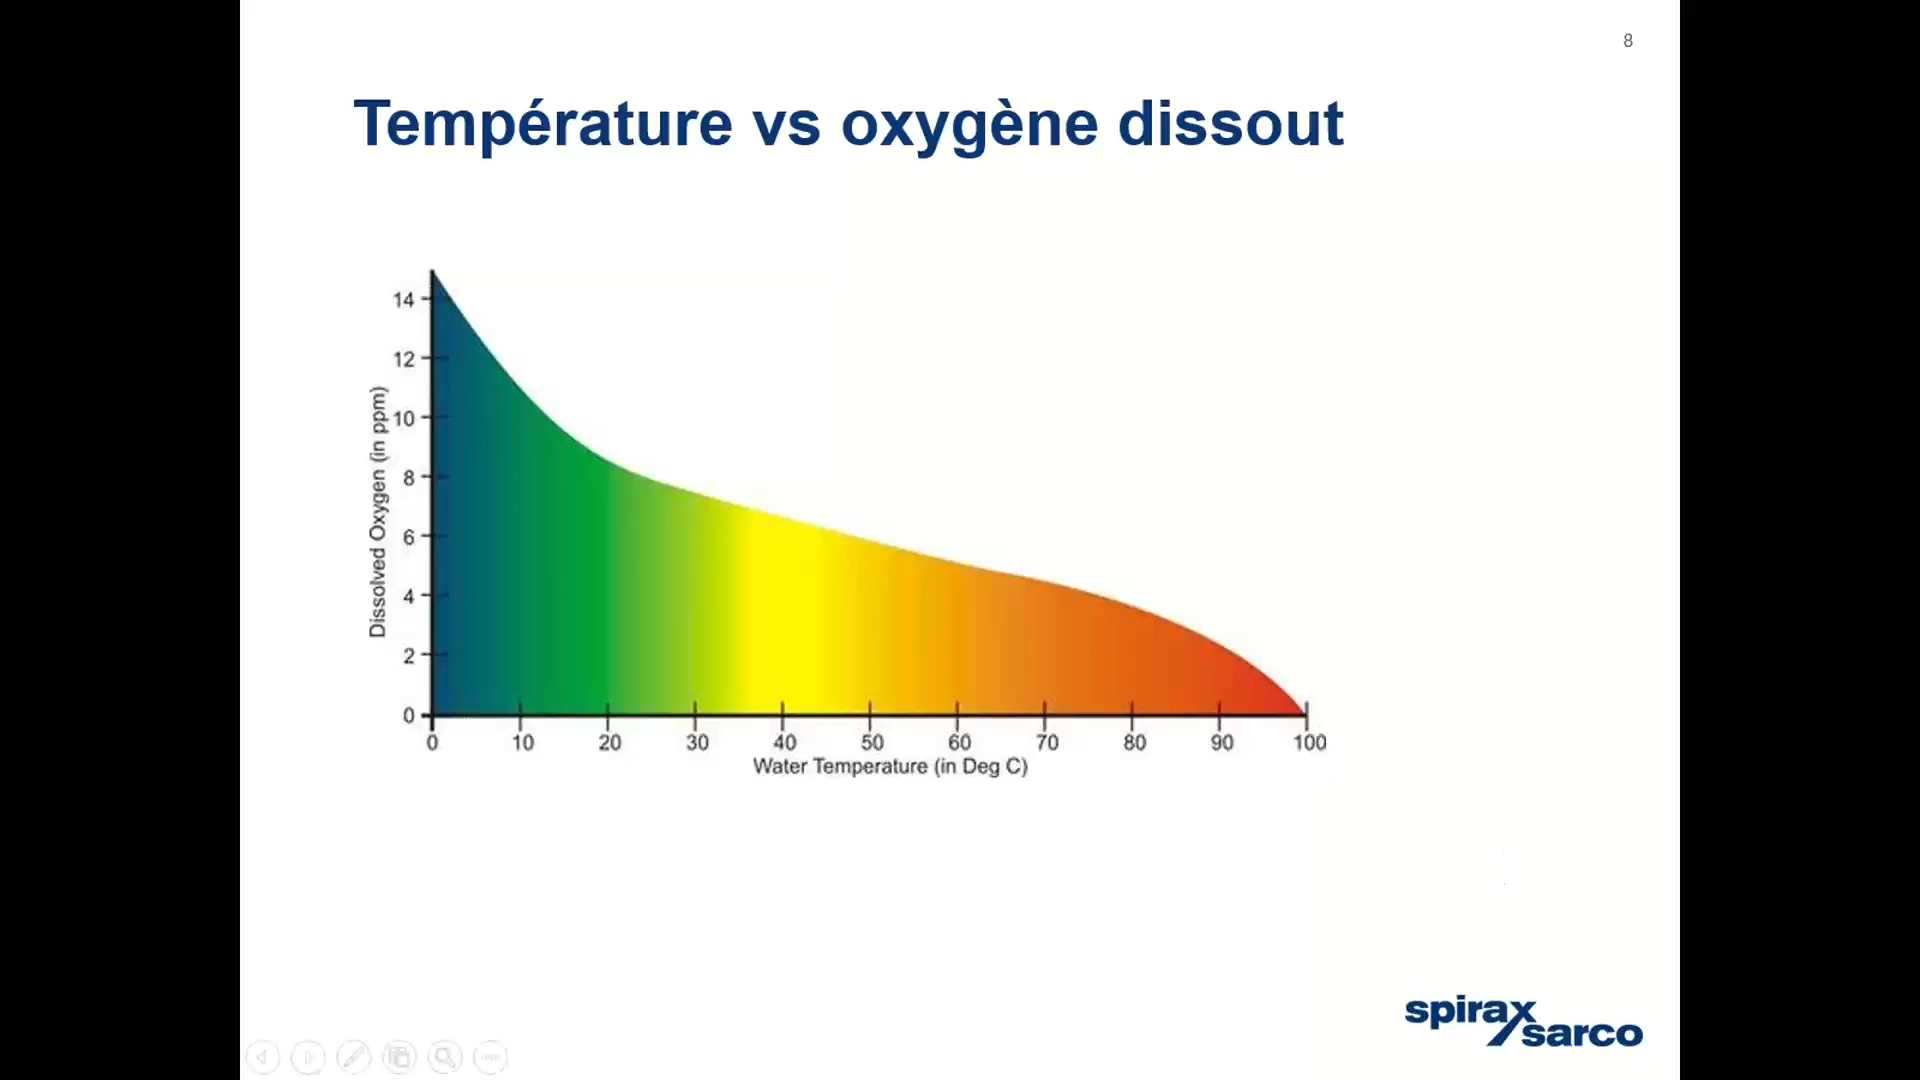 8
Température vs oxygène dissout
Dissolved Oxygen (in ppm)
14
12
10
8
6
4
2
0
0 10 20 30 40 50 60 70 80 90 100
Water Temperature (in Deg C)
spirax
sarco